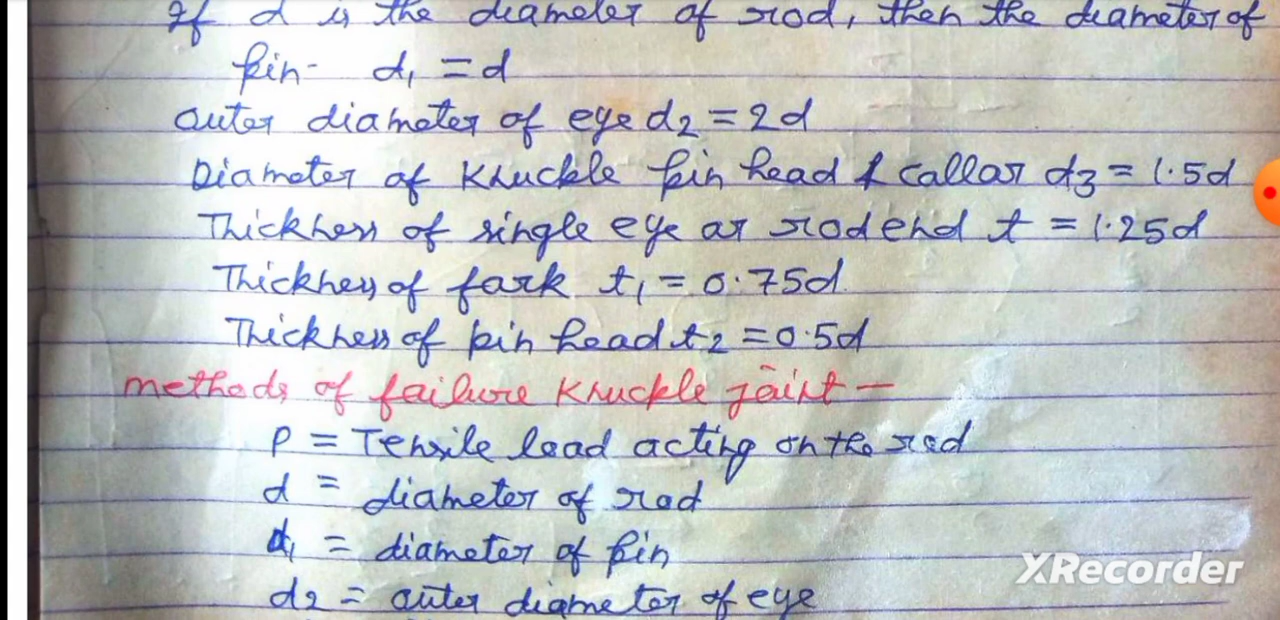 If d is the diameter of rod, then the diameter of
pin- d₁ = d
outer diameter of eye d₂ = 2d
Diameter of Knuckle pin head & collar d₃ = 1.5d
Thickness of single eye or rod end t = 1.25d
Thickness of fork t₁ = 0.75d.
Thickness of pin head t₂ = 0.5d
methods of failure Knuckle joint –
P = Tensile load acting on the rod
d = diameter of rod
d₁ = diameter of pin
d₂ = outer diameter of eye
XRecorder